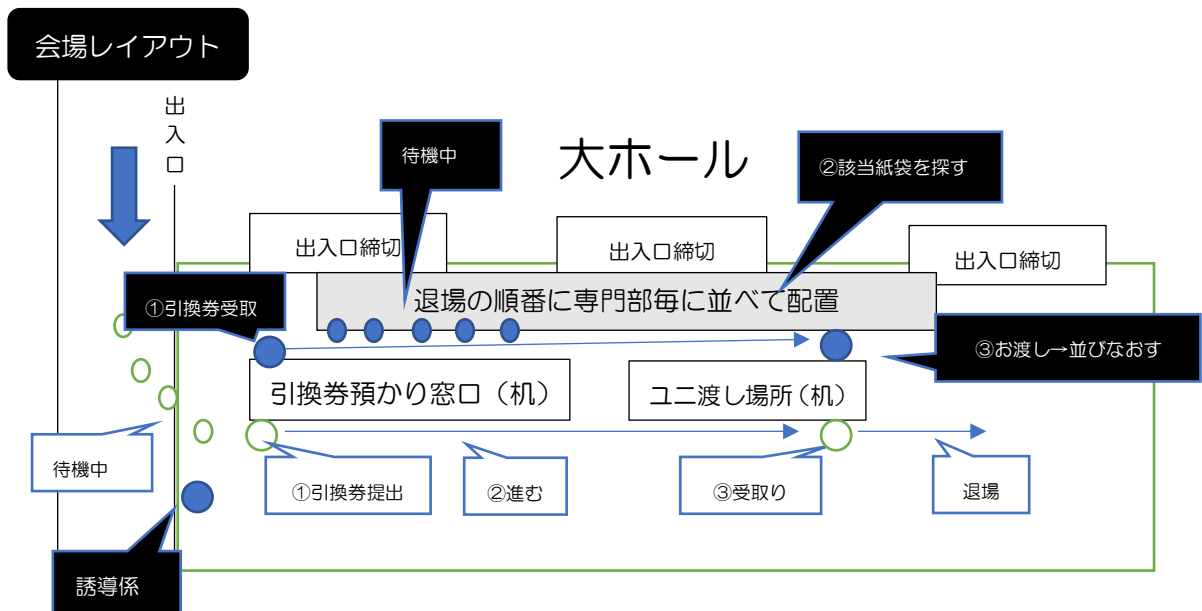 会場レイアウト
出入口
待機中
大ホール
②該当紙袋を探す
出入口締切
出入口締切
出入口締切
①引換券受取
退場の順番に専門部毎に並べて配置
③お渡し→並びなおす
引換券預かり窓口（机）
ユニ渡し場所（机）
待機中
①引換券提出
②進む
③受取り
退場
誘導係